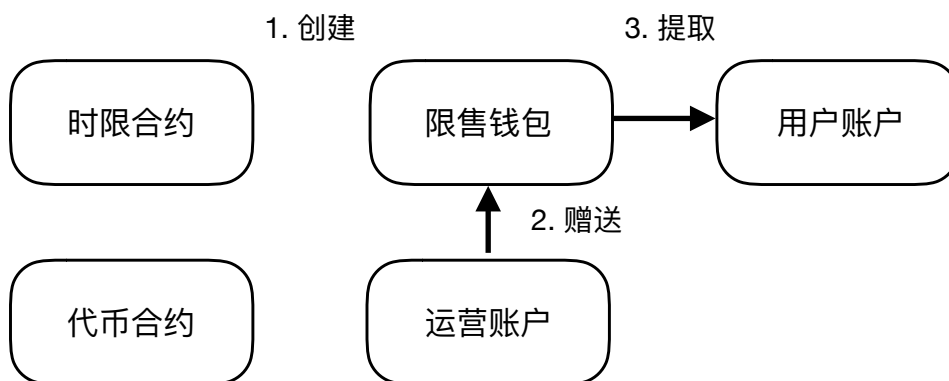 1. 创建
3. 提取
时限合约
限售钱包
用户账户
2. 赠送
代币合约
运营账户